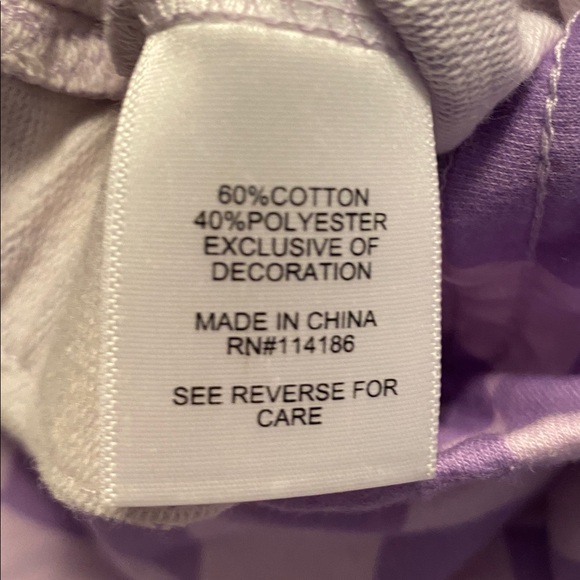 60%COTTON
40%POLYESTER
EXCLUSIVE OF
DECORATION
MADE IN CHINA
RN#114186
SEE REVERSE FOR
CARE